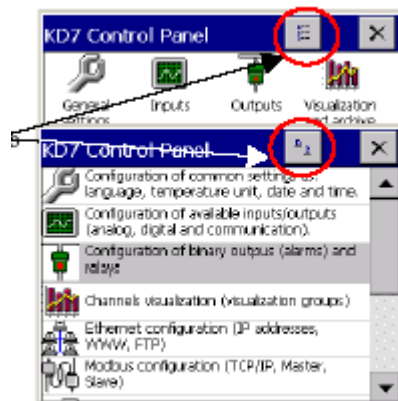 KD7 Control Panel
General settings
Inputs
Outputs
Visualization and archive
5
KD7 Control Panel
Configuration of common settings as:
language, temperature unit, date and time.
Configuration of available inputs/outputs
(analog, digital and communication).
Configuration of binary outpus (alarms) and
relays
Channels visualization (visualization groups)
Ethernet configuration (IP addresses,
WWW, FTP)
Modbus configuration (TCP/IP, Master,
Slave)